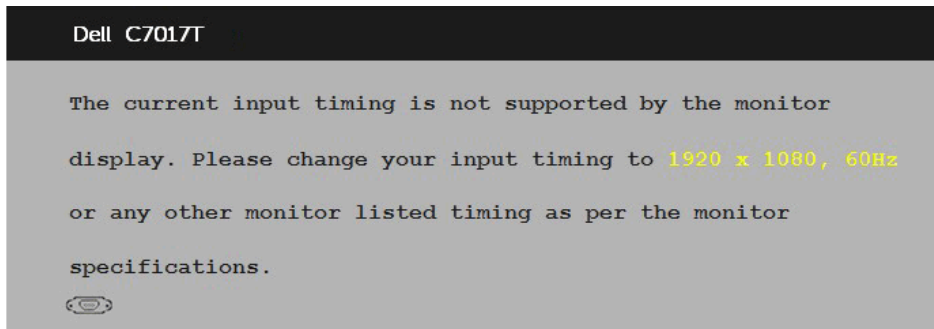 Dell C7017T
The current input timing is not supported by the monitor
display. Please change your input timing to 1920 x 1080, 60Hz
or any other monitor listed timing as per the monitor
specifications.